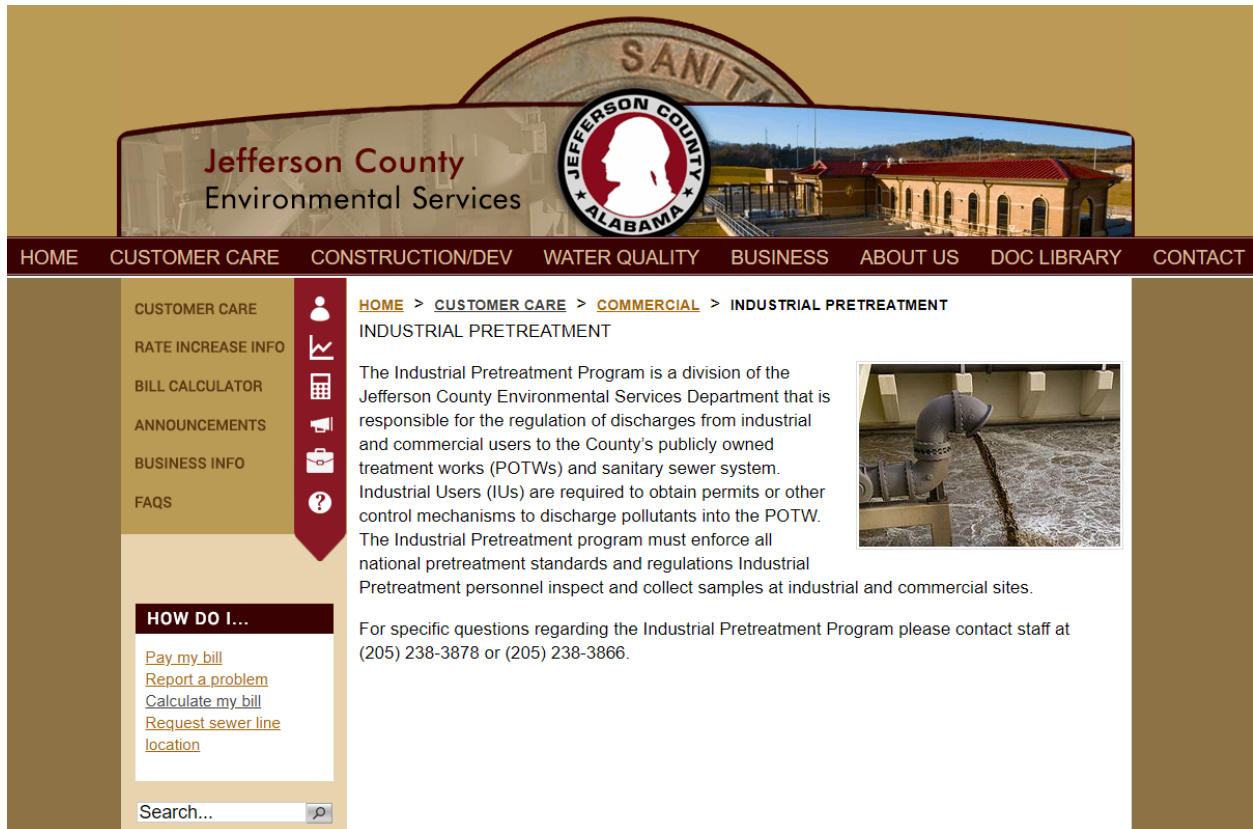 SANITA
JEFFERSON COUNTY
ALABAMA
Jefferson County
Environmental Services
HOME CUSTOMER CARE CONSTRUCTION/DEV WATER QUALITY BUSINESS ABOUT US DOC LIBRARY CONTACT
CUSTOMER CARE
RATE INCREASE INFO
BILL CALCULATOR
ANNOUNCEMENTS
BUSINESS INFO
FAQS
?
HOW DO I...
Pay my bill
Report a problem
Calculate my bill
Request sewer line
location
Search...
HOME > CUSTOMER CARE > COMMERCIAL > INDUSTRIAL PRETREATMENT
INDUSTRIAL PRETREATMENT
The Industrial Pretreatment Program is a division of the
Jefferson County Environmental Services Department that is
responsible for the regulation of discharges from industrial
and commercial users to the County’s publicly owned
treatment works (POTWs) and sanitary sewer system.
Industrial Users (IUs) are required to obtain permits or other
control mechanisms to discharge pollutants into the POTW.
The Industrial Pretreatment program must enforce all
national pretreatment standards and regulations Industrial
Pretreatment personnel inspect and collect samples at industrial and commercial sites.
For specific questions regarding the Industrial Pretreatment Program please contact staff at
(205) 238-3878 or (205) 238-3866.